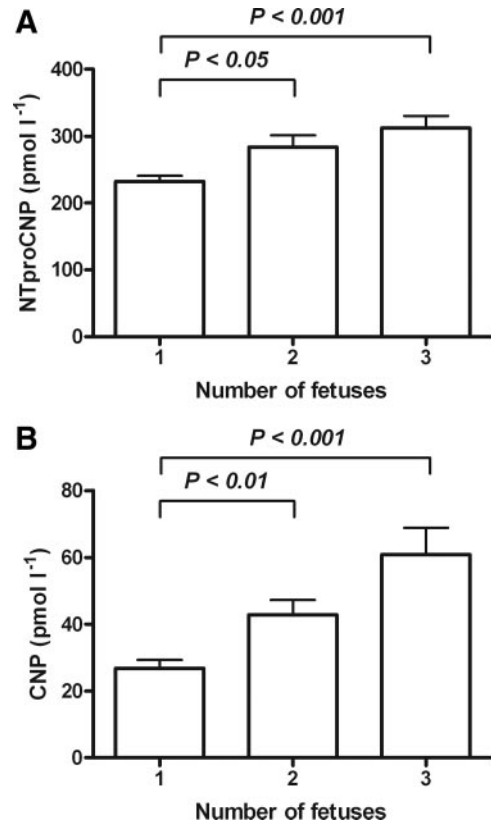 A
P < 0.001
P < 0.05
NTproCNP (pmol l⁻¹)
400
300
200
100
0
1 2 3
Number of fetuses
B
P < 0.001
P < 0.01
CNP (pmol l⁻¹)
80
60
40
20
0
1 2 3
Number of fetuses